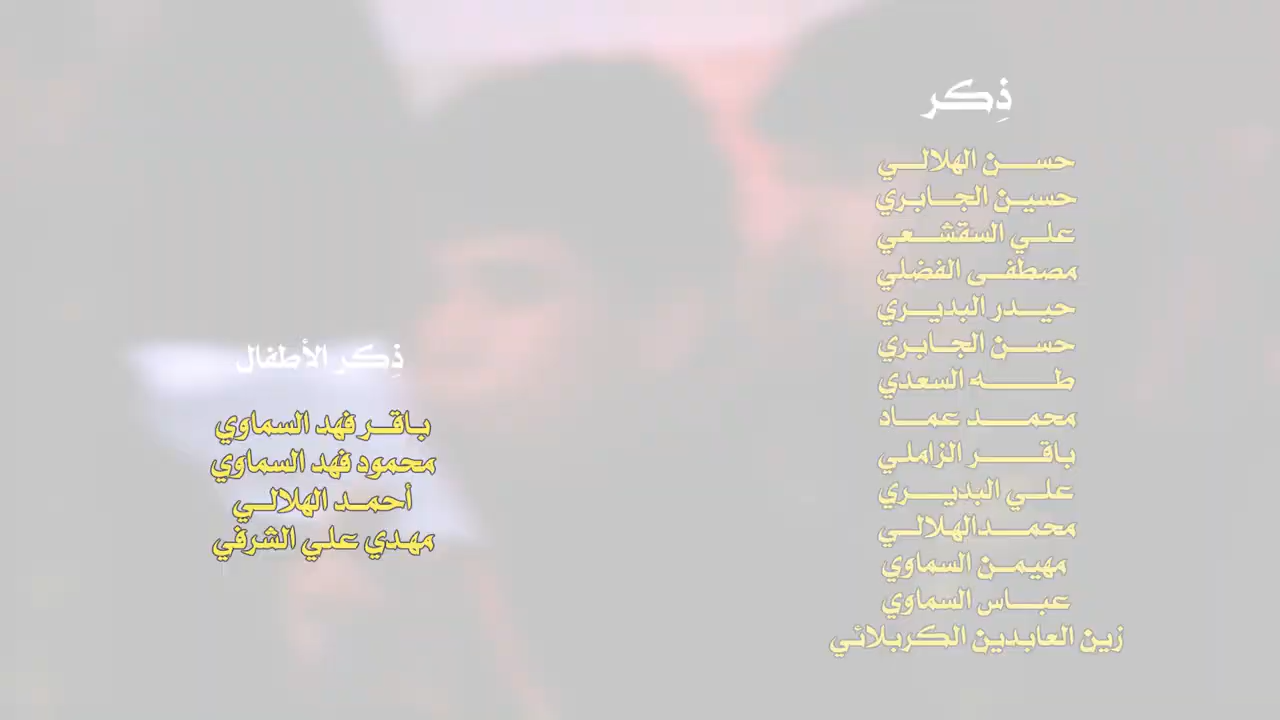 ذِكر
حسن الهلالي
حسين الجابري
علي السقشعي
مصطفى الفضلي
حيدر البديري
حسن الجابري
طه السعدي
محمد عماد
باقر الزاملي
علي البديري
محمد الهلالي
مهيمن السماوي
عباس السماوي
زين العابدين الكربلائي
ذِكر الأطفال
باقر فهد السماوي
محمود فهد السماوي
أحمد الهلالي
مهدي علي الشرفي